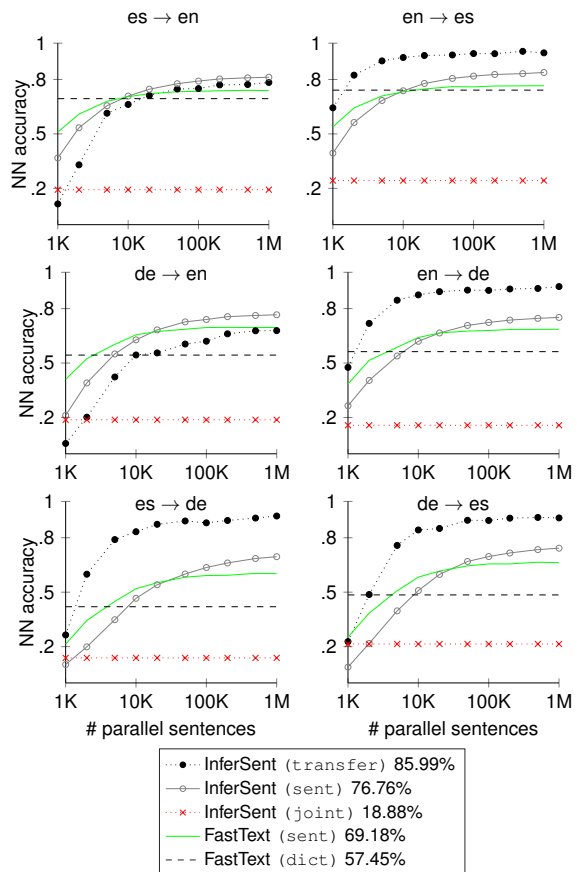 es → en
en → es
1
.8
.5
.2
NN accuracy
1K 10K 100K 1M
1
.8
.5
.2
1K 10K 100K 1M
de → en
en → de
1
.8
.5
.2
NN accuracy
1K 10K 100K 1M
1
.8
.5
.2
1K 10K 100K 1M
es → de
de → es
1
.5
.2
NN accuracy
1K 10K 100K 1M
# parallel sentences
1
.5
.2
1K 10K 100K 1M
# parallel sentences
InferSent (transfer) 85.99%
InferSent (sent) 76.76%
InferSent (joint) 18.88%
FastText (sent) 69.18%
FastText (dict) 57.45%